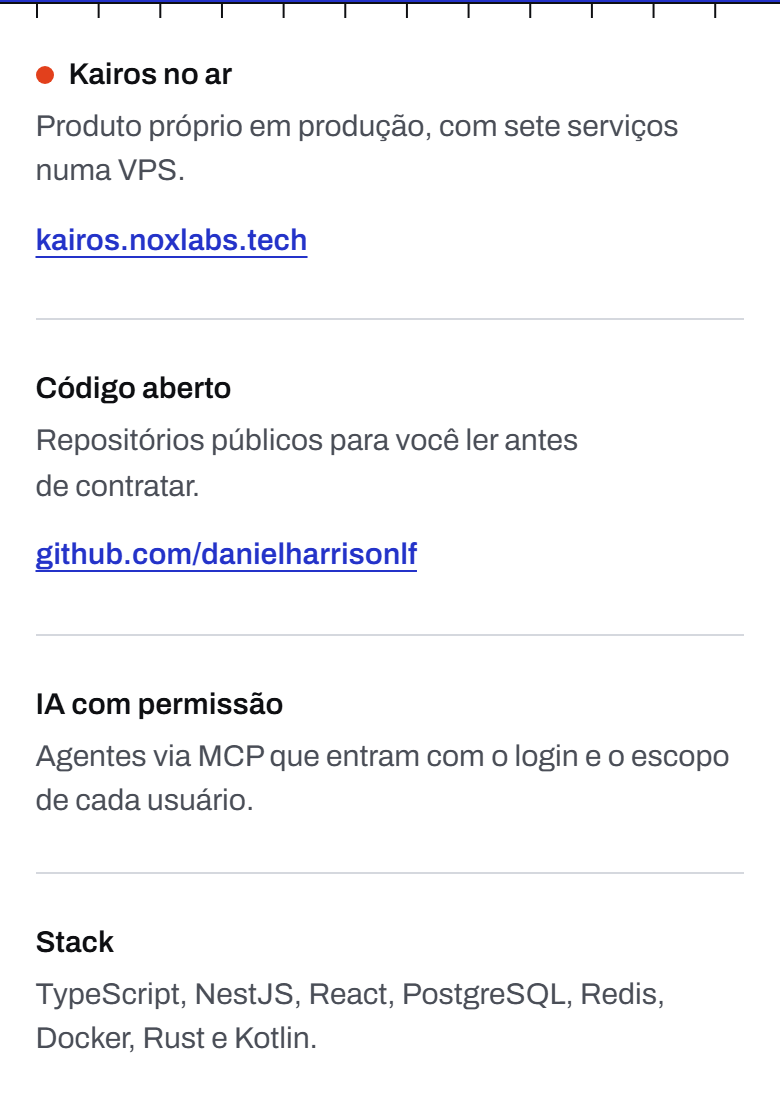 Kairos no ar
Produto próprio em produção, com sete serviços
numa VPS.
kairos.noxlabs.tech
Código aberto
Repositórios públicos para você ler antes
de contratar.
github.com/danielharrisonlf
IA com permissão
Agentes via MCP que entram com o login e o escopo
de cada usuário.
Stack
TypeScript, NestJS, React, PostgreSQL, Redis,
Docker, Rust e Kotlin.